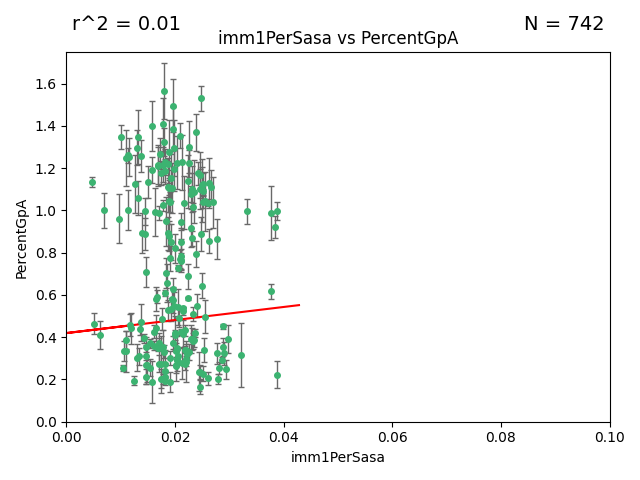 r^2 = 0.01
N = 742
imm1PerSasa vs PercentGpA
PercentGpA
1.6
1.4
1.2
1.0
0.8
0.6
0.4
0.2
0.0
0.00 0.02 0.04 0.06 0.08 0.10
imm1PerSasa